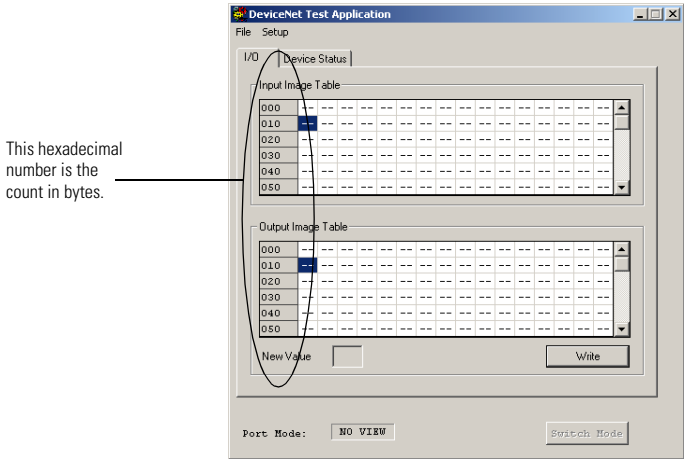 DeviceNet Test Application
File Setup
I/O Device Status
Input Image Table
000 -- -- -- -- -- -- -- -- -- -- -- -- -- -- -- --
010 -- -- -- -- -- -- -- -- -- -- -- -- -- -- -- --
020 -- -- -- -- -- -- -- -- -- -- -- -- -- -- -- --
030 -- -- -- -- -- -- -- -- -- -- -- -- -- -- -- --
040 -- -- -- -- -- -- -- -- -- -- -- -- -- -- -- --
050 -- -- -- -- -- -- -- -- -- -- -- -- -- -- -- --
This hexadecimal
number is the
count in bytes.
Output Image Table
000 -- -- -- -- -- -- -- -- -- -- -- -- -- -- -- --
010 -- -- -- -- -- -- -- -- -- -- -- -- -- -- -- --
020 -- -- -- -- -- -- -- -- -- -- -- -- -- -- -- --
030 -- -- -- -- -- -- -- -- -- -- -- -- -- -- -- --
040 -- -- -- -- -- -- -- -- -- -- -- -- -- -- -- --
050 -- -- -- -- -- -- -- -- -- -- -- -- -- -- -- --
New Value Write
Port Mode: NO VIEW Switch Mode